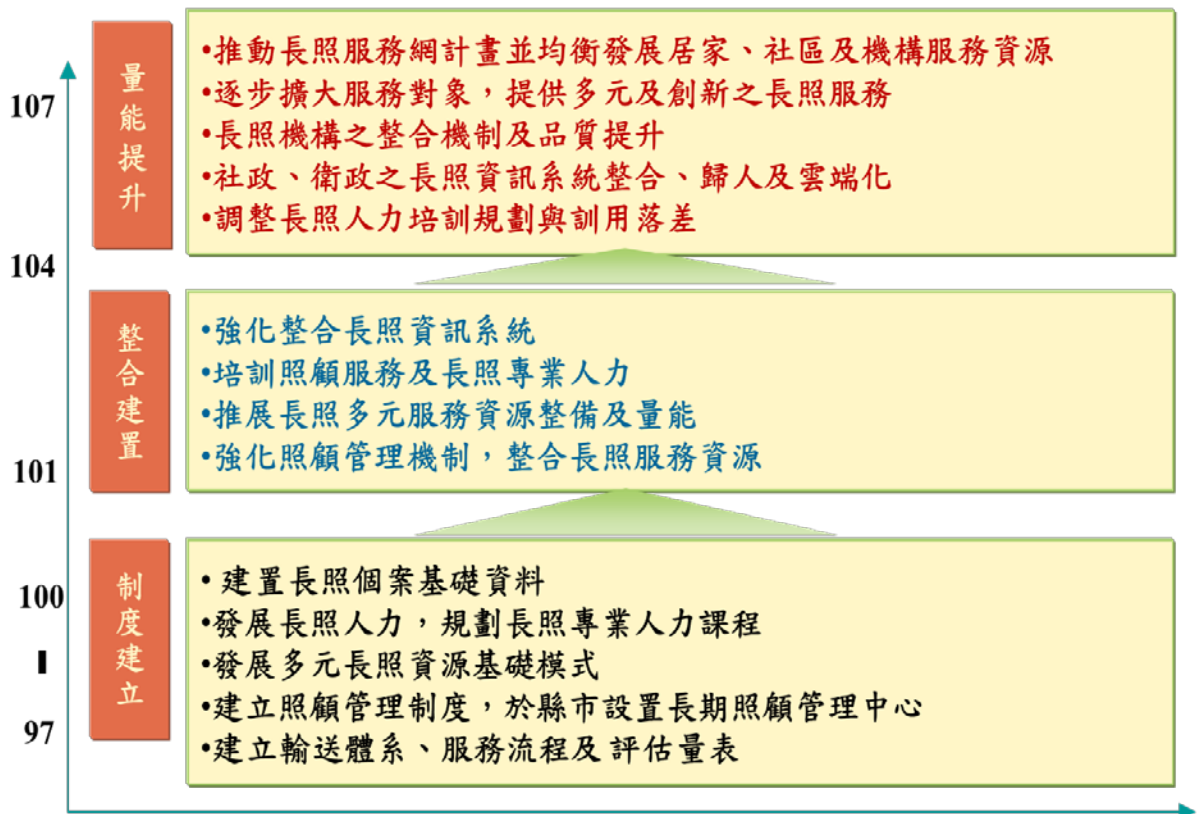 107
量能提升
•推動長照服務網計畫並均衡發展居家、社區及機構服務資源
•逐步擴大服務對象，提供多元及創新之長照服務
•長照機構之整合機制及品質提升
•社政、衛政之長照資訊系統整合、歸人及雲端化
•調整長照人力培訓規劃與訓用落差
104
整合建置
•強化整合長照資訊系統
•培訓照顧服務及長照專業人力
•推展長照多元服務資源整備及量能
•強化照顧管理機制，整合長照服務資源
101
制度建立
• 建置長照個案基礎資料
•發展長照人力，規劃長照專業人力課程
•發展多元長照資源基礎模式
•建立照顧管理制度，於縣市設置長期照顧管理中心
•建立輸送體系、服務流程及評估量表
100
|
97